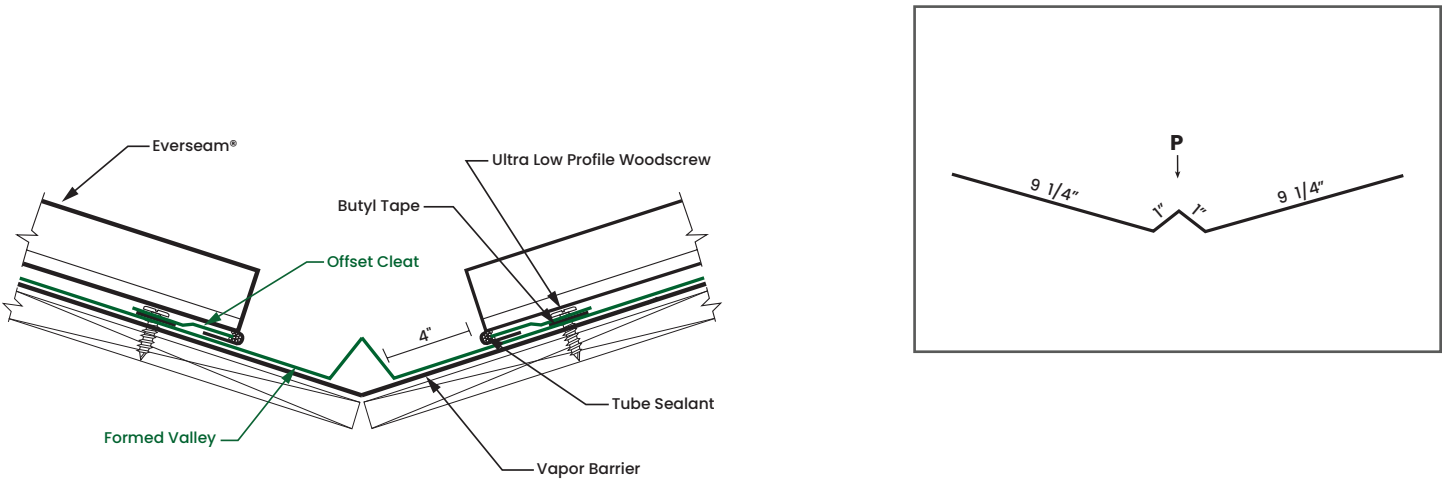 Everseam®
Ultra Low Profile Woodscrew
Butyl Tape
Offset Cleat
4"
Tube Sealant
Formed Valley
Vapor Barrier
P
9 1/4"
1"
1"
9 1/4"